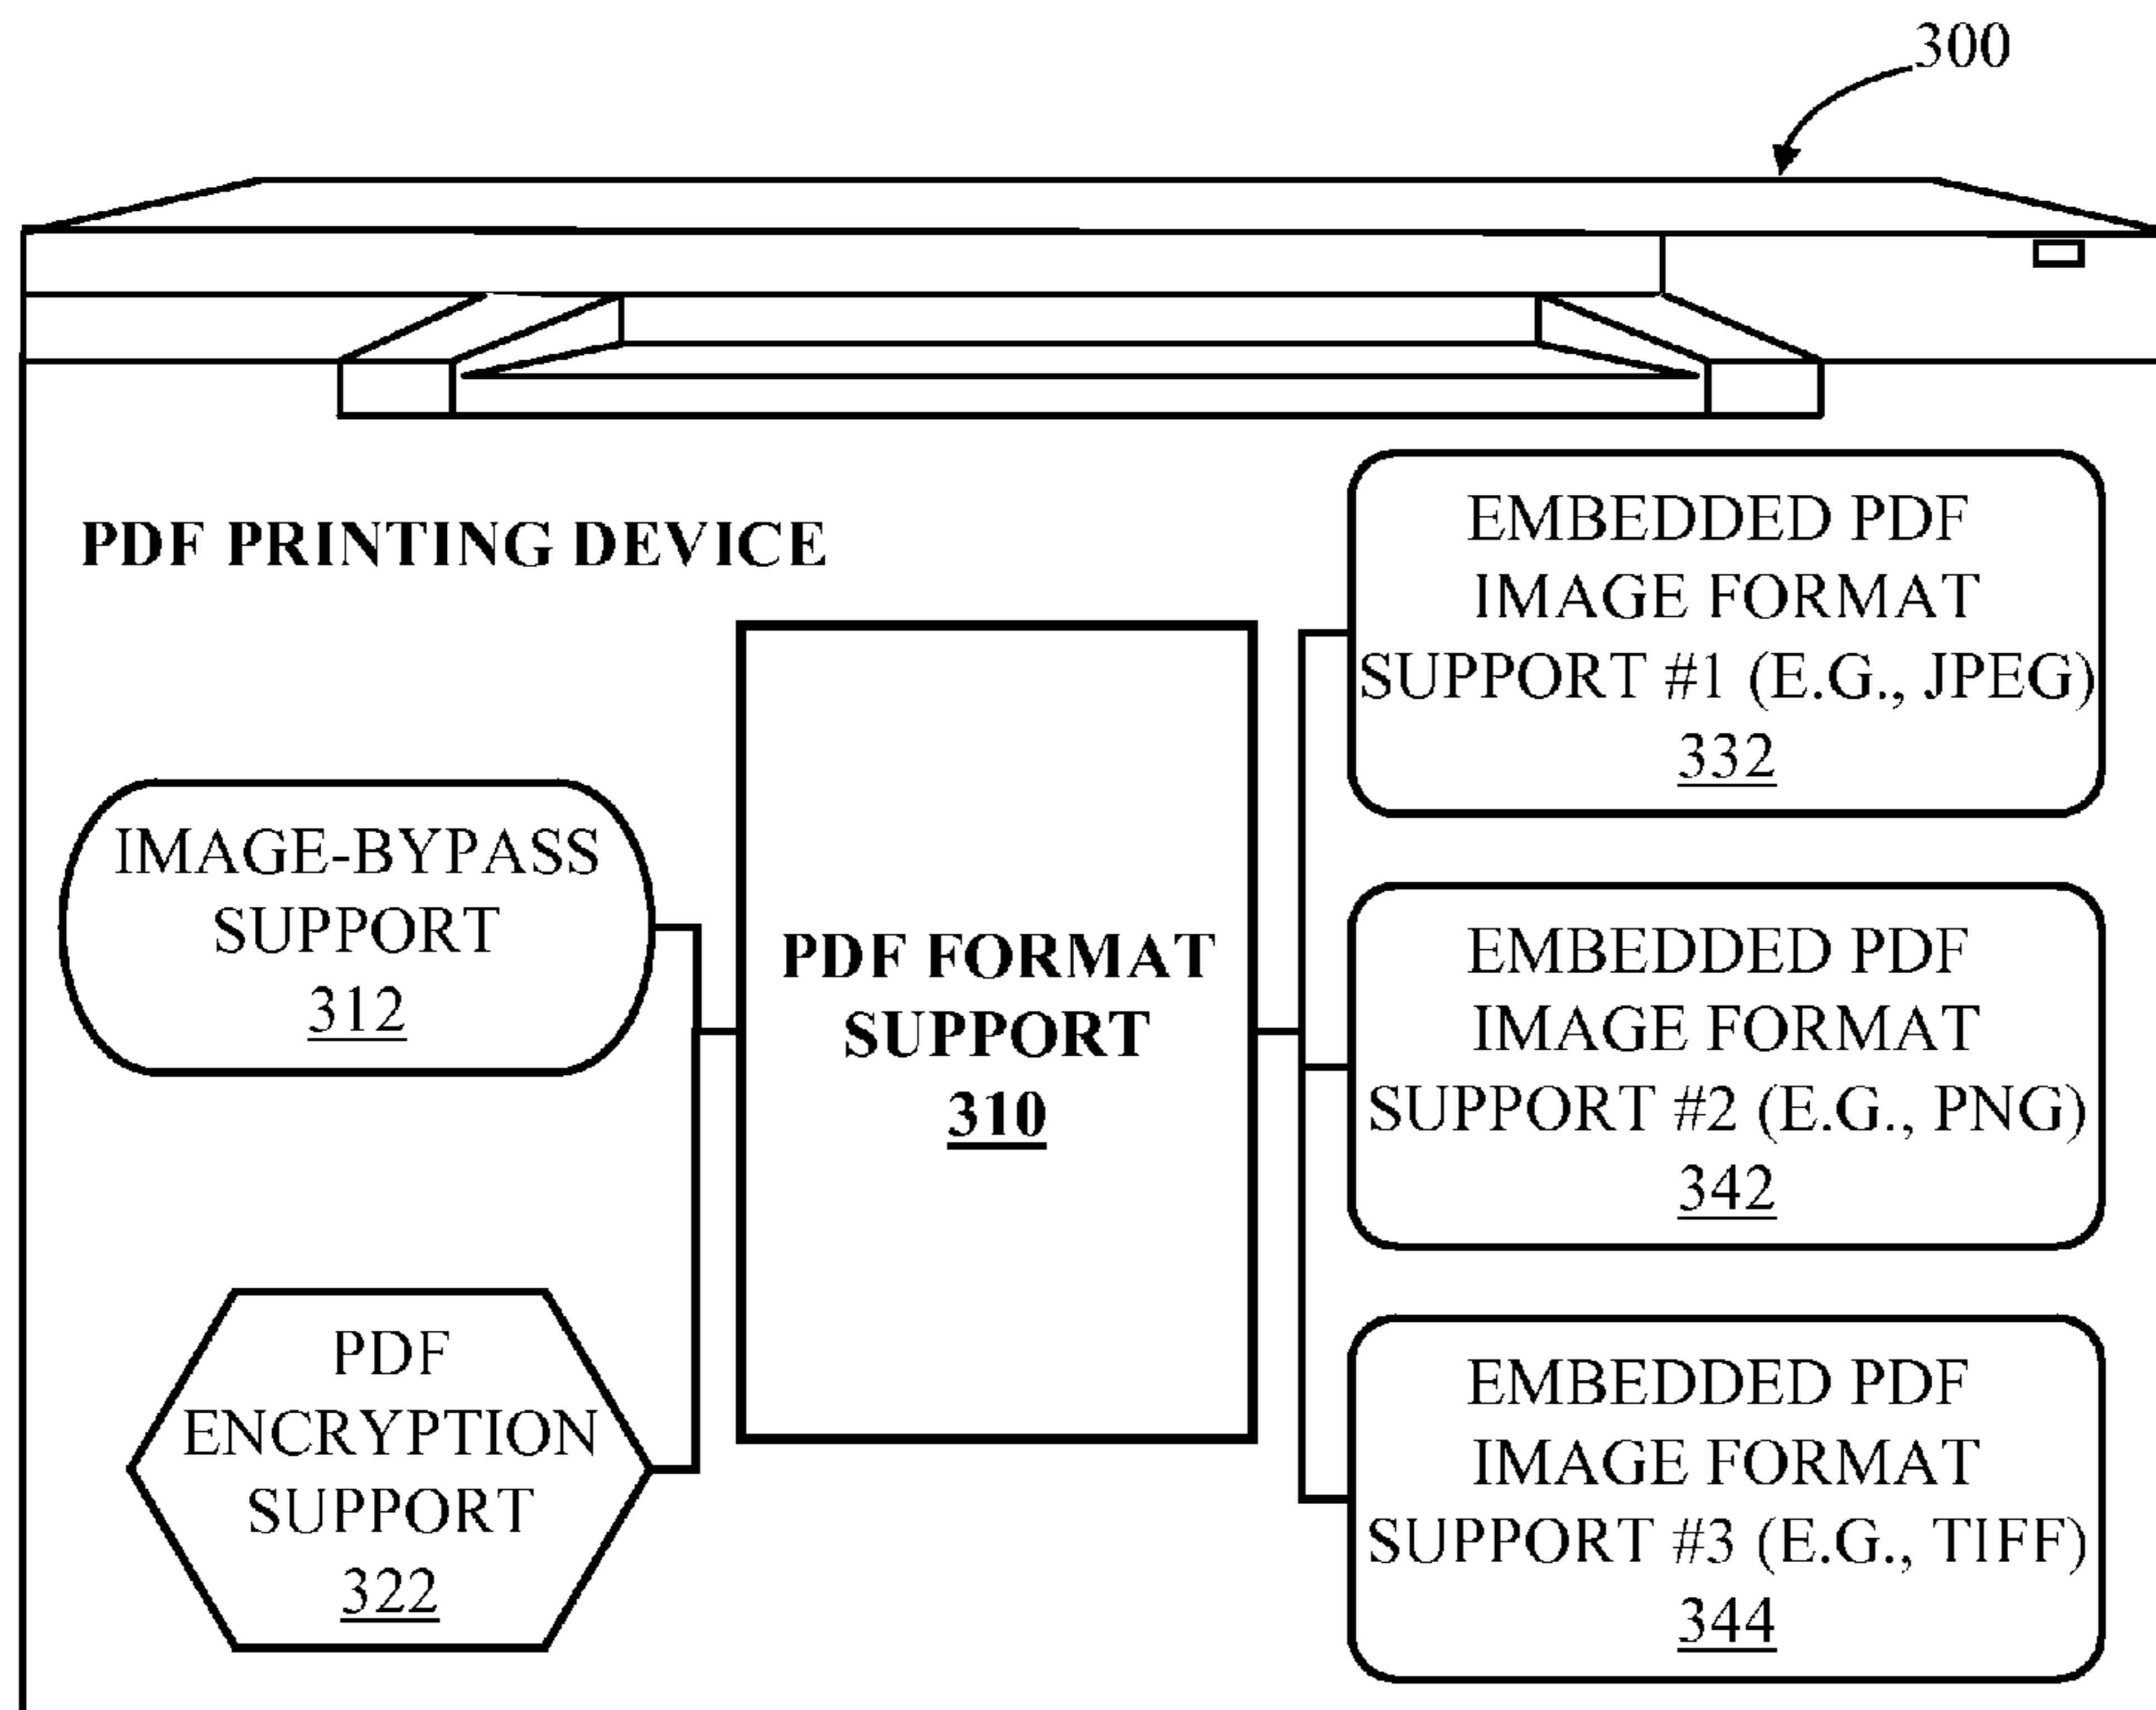 300
PDF PRINTING DEVICE
IMAGE-BYPASS
SUPPORT
312
PDF
ENCRYPTION
SUPPORT
322
PDF FORMAT
SUPPORT
310
EMBEDDED PDF
IMAGE FORMAT
SUPPORT #1 (E.G., JPEG)
332
EMBEDDED PDF
IMAGE FORMAT
SUPPORT #2 (E.G., PNG)
342
EMBEDDED PDF
IMAGE FORMAT
SUPPORT #3 (E.G., TIFF)
344